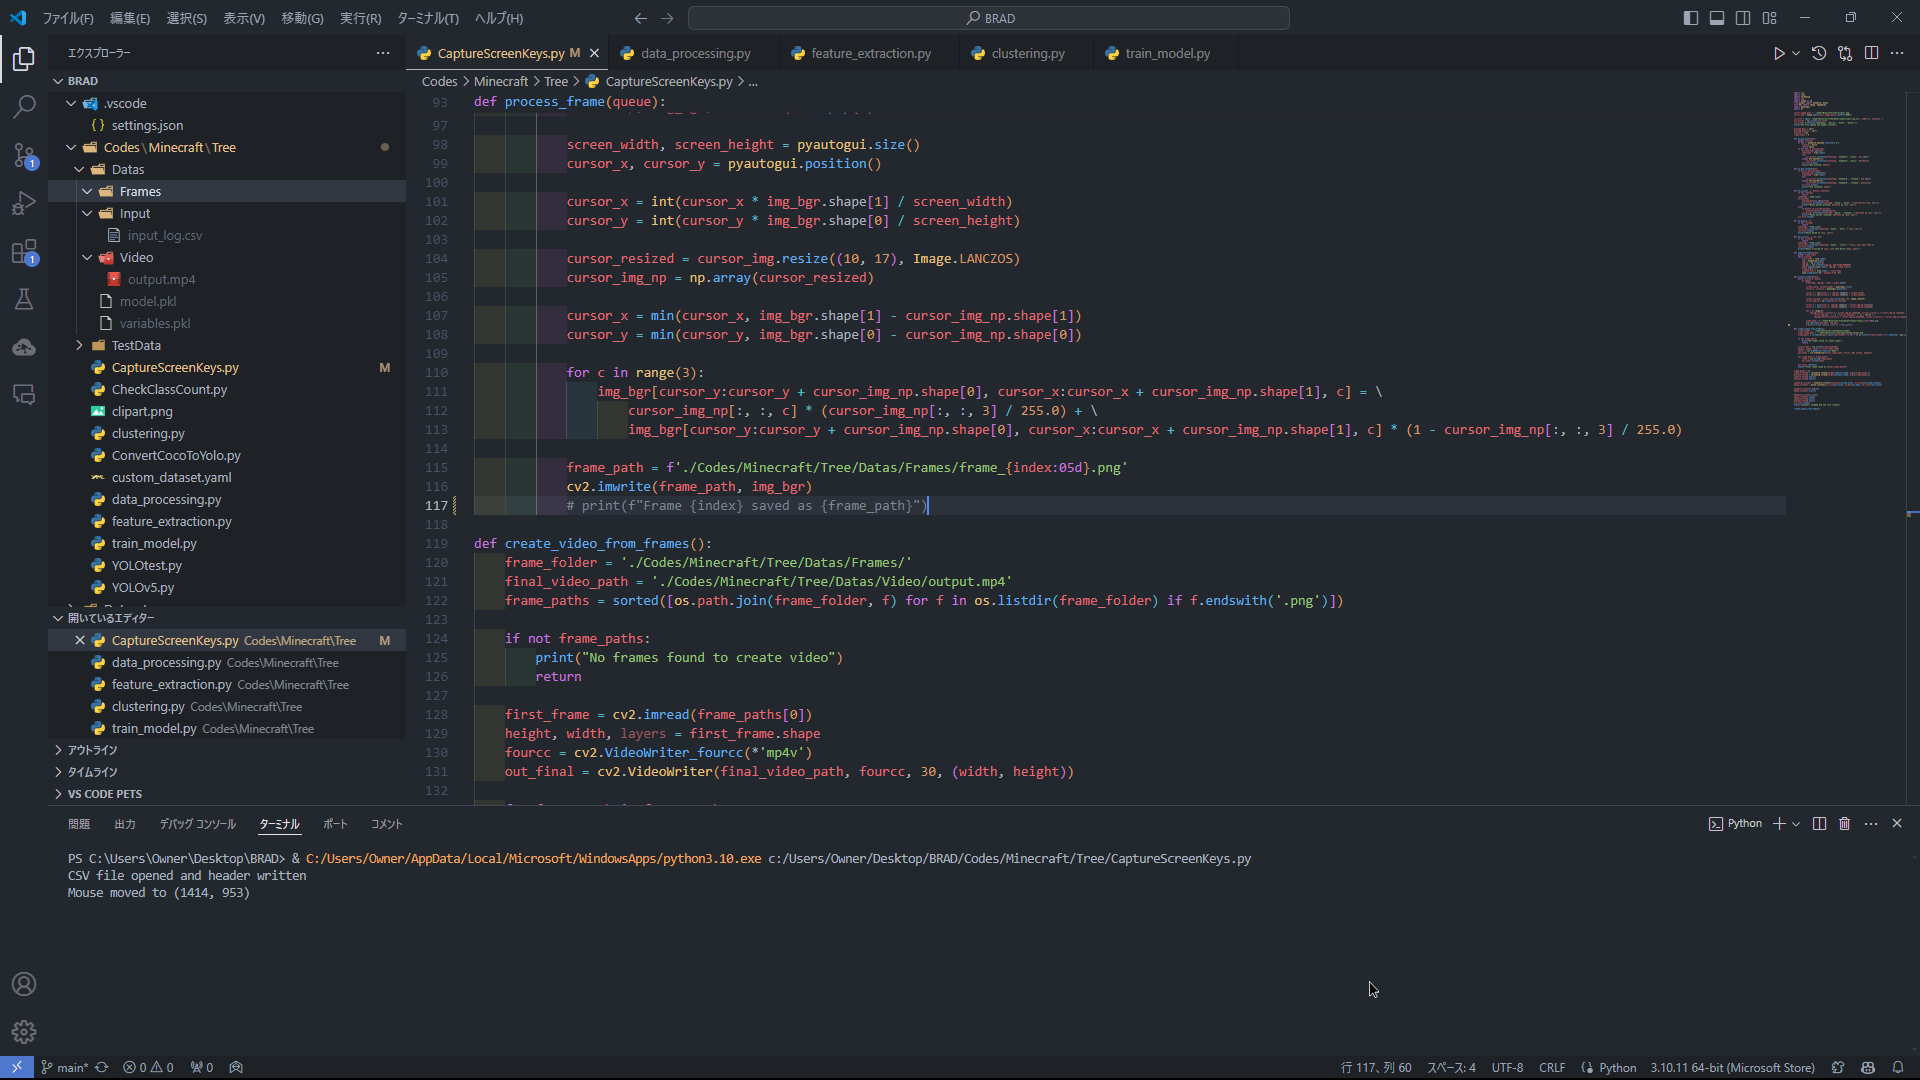 ファイル(F) 編集(E) 選択(S) 表示(V) 移動(G) 実行(R) ターミナル(T) ヘルプ(H)
BRAD
エクスプローラー
BRAD
.vscode
{ } settings.json
Codes\Minecraft\Tree
Datas
Frames
Input
input_log.csv
Video
output.mp4
model.pkl
variables.pkl
TestData
CaptureScreenKeys.py M
CheckClassCount.py
clipart.png
clustering.py
ConvertCocoToYolo.py
custom_dataset.yaml
data_processing.py
feature_extraction.py
train_model.py
YOLOtest.py
YOLOv5.py
開いているエディター
CaptureScreenKeys.py Codes\Minecraft\Tree M
data_processing.py Codes\Minecraft\Tree
feature_extraction.py Codes\Minecraft\Tree
clustering.py Codes\Minecraft\Tree
train_model.py Codes\Minecraft\Tree
アウトライン
タイムライン
VS CODE PETS
1
1
CaptureScreenKeys.py M data_processing.py feature_extraction.py clustering.py train_model.py
Codes > Minecraft > Tree > CaptureScreenKeys.py > ...
93 def process_frame(queue):
97
98 screen_width, screen_height = pyautogui.size()
99 cursor_x, cursor_y = pyautogui.position()
100
101 cursor_x = int(cursor_x * img_bgr.shape[1] / screen_width)
102 cursor_y = int(cursor_y * img_bgr.shape[0] / screen_height)
103
104 cursor_resized = cursor_img.resize((10, 17), Image.LANCZOS)
105 cursor_img_np = np.array(cursor_resized)
106
107 cursor_x = min(cursor_x, img_bgr.shape[1] - cursor_img_np.shape[1])
108 cursor_y = min(cursor_y, img_bgr.shape[0] - cursor_img_np.shape[0])
109
110 for c in range(3):
111 img_bgr[cursor_y:cursor_y + cursor_img_np.shape[0], cursor_x:cursor_x + cursor_img_np.shape[1], c] = \
112 cursor_img_np[:, :, c] * (cursor_img_np[:, :, 3] / 255.0) + \
113 img_bgr[cursor_y:cursor_y + cursor_img_np.shape[0], cursor_x:cursor_x + cursor_img_np.shape[1], c] * (1 - cursor_img_np[:, :, 3] / 255.0)
114
115 frame_path = f'./Codes/Minecraft/Tree/Datas/Frames/frame_{index:05d}.png'
116 cv2.imwrite(frame_path, img_bgr)
117 # print(f"Frame {index} saved as {frame_path}")
118
119 def create_video_from_frames():
120 frame_folder = './Codes/Minecraft/Tree/Datas/Frames/'
121 final_video_path = './Codes/Minecraft/Tree/Datas/Video/output.mp4'
122 frame_paths = sorted([os.path.join(frame_folder, f) for f in os.listdir(frame_folder) if f.endswith('.png')])
123
124 if not frame_paths:
125 print("No frames found to create video")
126 return
127
128 first_frame = cv2.imread(frame_paths[0])
129 height, width, layers = first_frame.shape
130 fourcc = cv2.VideoWriter_fourcc(*'mp4v')
131 out_final = cv2.VideoWriter(final_video_path, fourcc, 30, (width, height))
132
問題 出力 デバッグ コンソール ターミナル ポート コメント
Python
PS C:\Users\Owner\Desktop\BRAD> & C:/Users/Owner/AppData/Local/Microsoft/WindowsApps/python3.10.exe c:/Users/Owner/Desktop/BRAD/Codes/Minecraft/Tree/CaptureScreenKeys.py
CSV file opened and header written
Mouse moved to (1414, 953)
main* 0 0 0
行 117、列 60 スペース: 4 UTF-8 CRLF Python 3.10.11 64-bit (Microsoft Store)